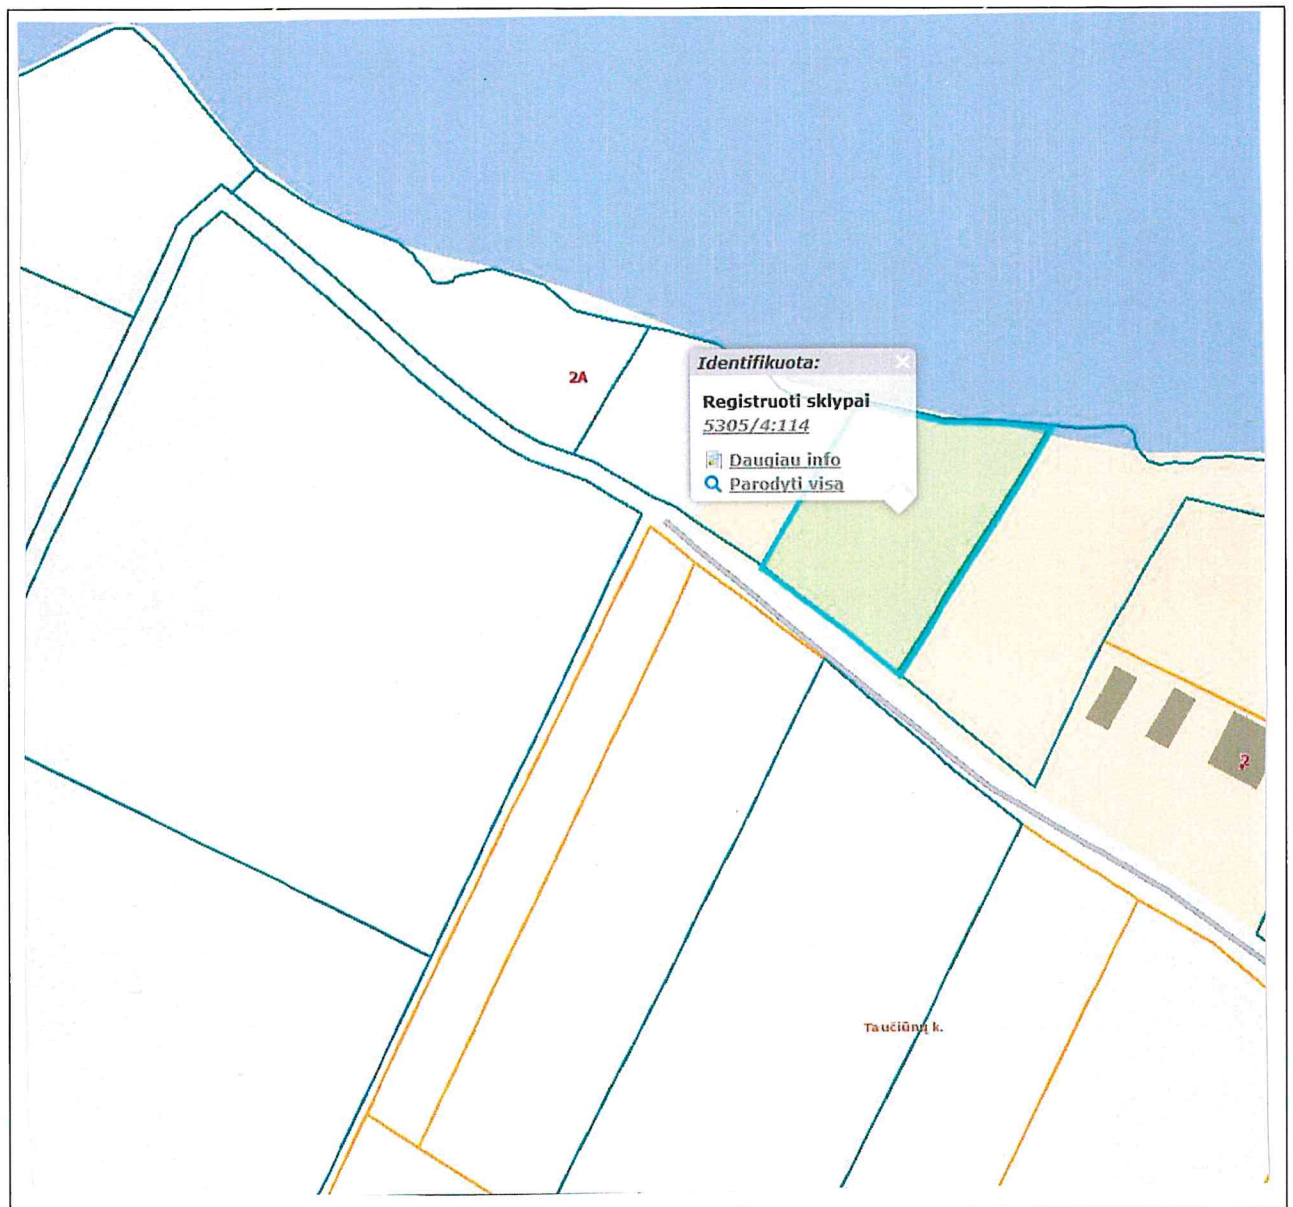 2A
Identifikuota:
Registruoti sklypai
5305/4:114
Daugiau info
Parodyti visą
2
Taučiūnų k.